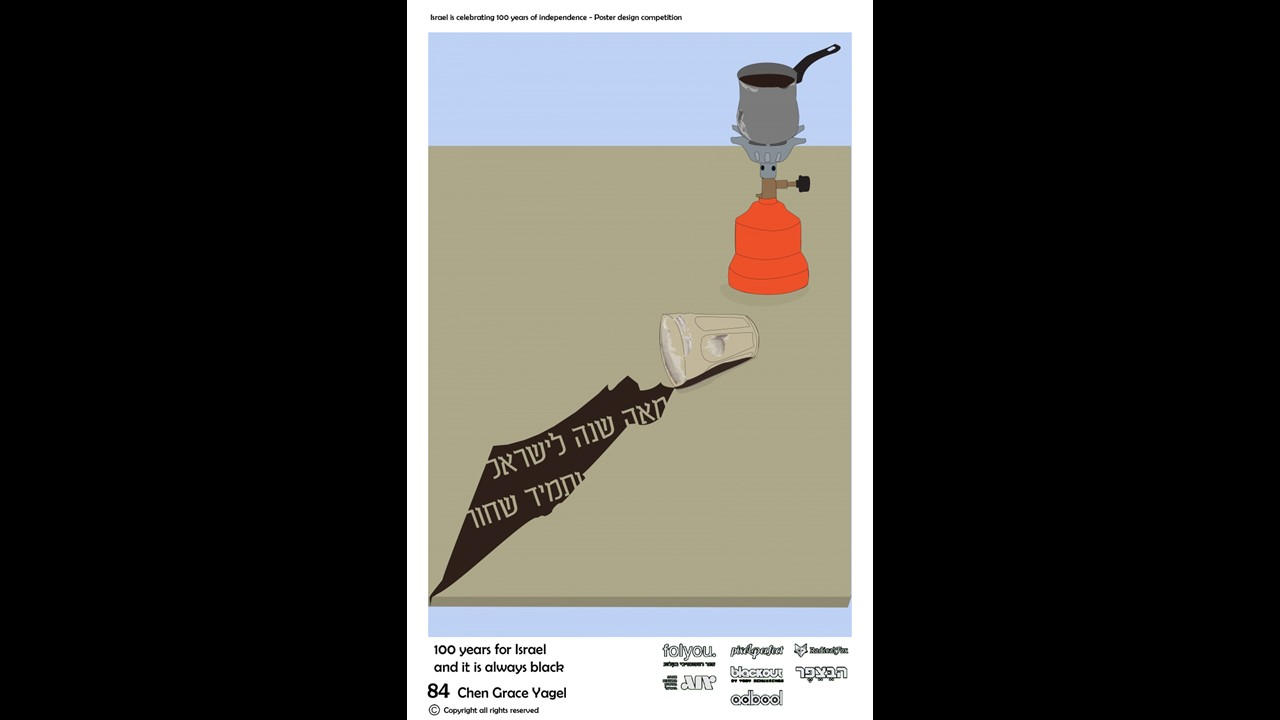 Israel is celebrating 100 years of independence - Poster design competition
מאה שנה לישראל
ותמיד שחור
100 years for Israel
and it is always black
84 Chen Grace Yagel
© Copyright all rights reserved
folyou. pixelsperfect RadicalFox
blackout הבצפר
adbool